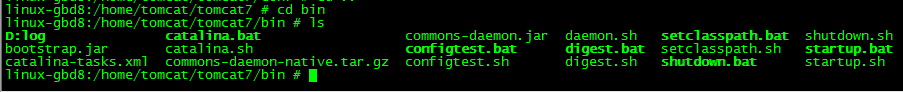 linux-gbd8:/home/tomcat/tomcat7 # cd bin
linux-gbd8:/home/tomcat/tomcat7/bin # ls
D:log catalina.bat commons-daemon.jar daemon.sh setclasspath.bat shutdown.sh
bootstrap.jar catalina.sh configtest.bat digest.bat setclasspath.sh startup.bat
catalina-tasks.xml commons-daemon-native.tar.gz configtest.sh digest.sh shutdown.bat startup.sh
linux-gbd8:/home/tomcat/tomcat7/bin #